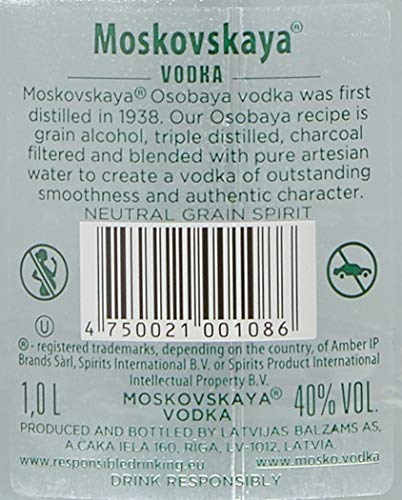 Moskovskaya®
VODKA
Moskovskaya® Osobaya vodka was first
distilled in 1938. Our Osobaya recipe is
grain alcohol, triple distilled, charcoal
filtered and blended with pure artesian
water to create a vodka of outstanding
smoothness and authentic character.
NEUTRAL GRAIN SPIRIT
U
4 750021 001086
® - registered trademarks, depending on the country, of Amber IP
Brands Sàrl, Spirits International B.V. or Spirits Product International
Intellectual Property B.V.
1,0 L MOSKOVSKAYA® 40% VOL.
VODKA
PRODUCED AND BOTTLED BY LATVIJAS BALZAMS AS,
A ČAKA IELA 160, RĪGA, LV-1012, LATVIA.
www.responsibledrinking.eu www.mosko.vodka
DRINK RESPONSIBLY